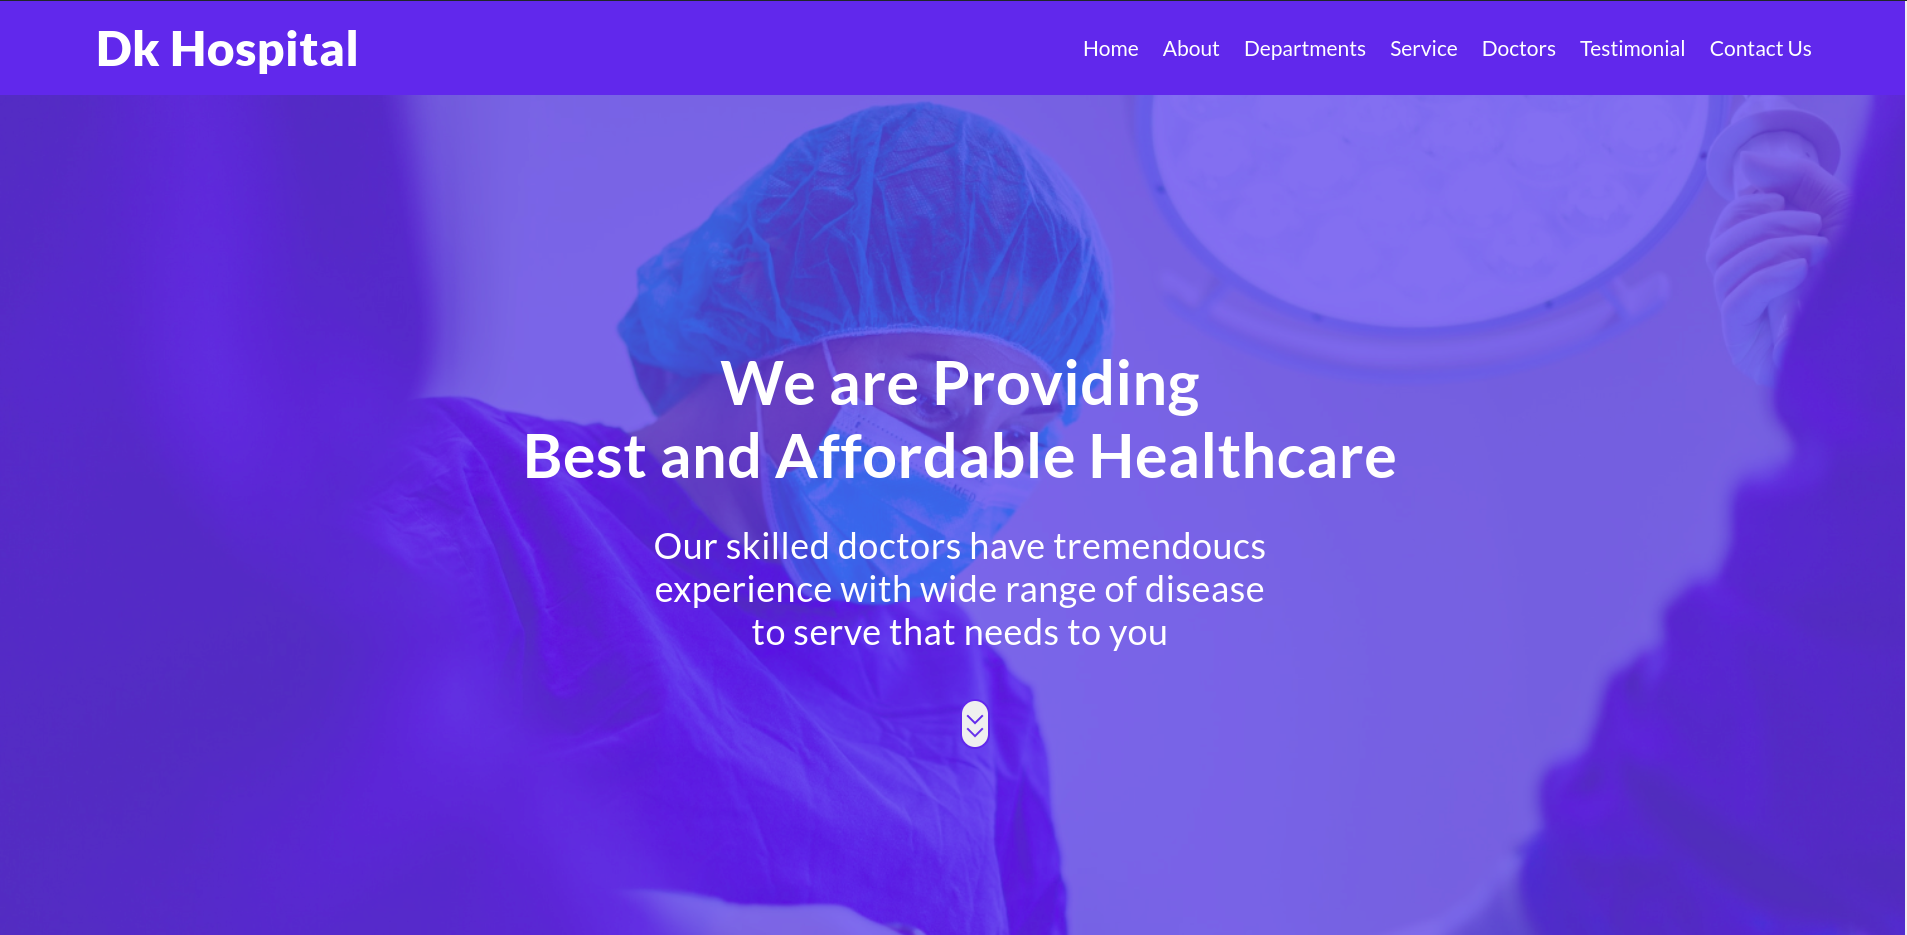 Dk Hospital
Home About Departments Service Doctors Testimonial Contact Us
We are Providing
Best and Affordable Healthcare
Our skilled doctors have tremendoucs
experience with wide range of disease
to serve that needs to you